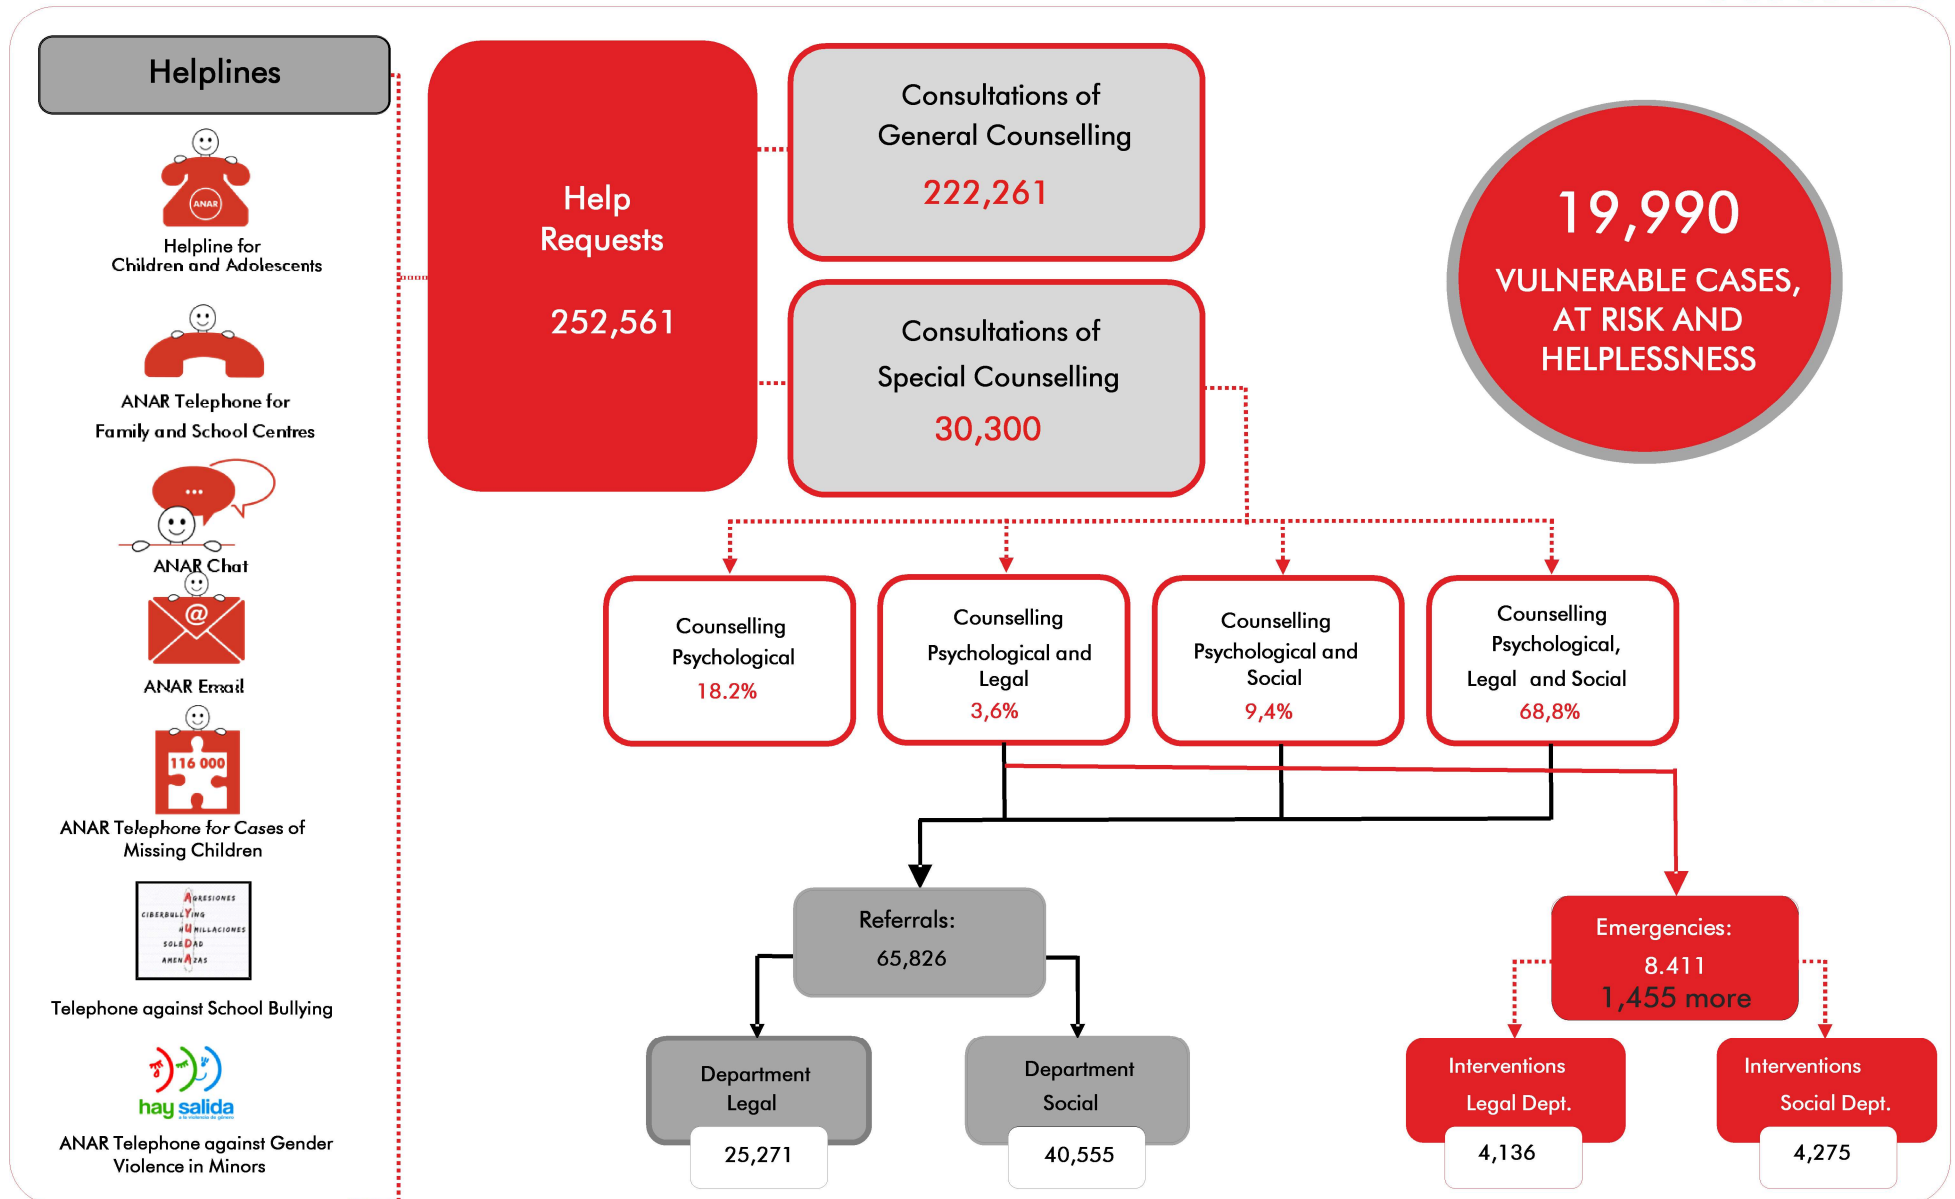 Helplines
ANAR
Helpline for
Children and Adolescents
ANAR Telephone for
Family and School Centres
...
ANAR Chat
@
ANAR Email
116 000
ANAR Telephone for Cases of
Missing Children
AGRESIONES
CIBERBULLYING
HUMILLACIONES
SOLEDAD
AMENAZAS
Telephone against School Bullying
hay salida
a la violencia de género
ANAR Telephone against Gender
Violence in Minors
Help
Requests
252,561
Consultations of
General Counselling
222,261
Consultations of
Special Counselling
30,300
19,990
VULNERABLE CASES,
AT RISK AND
HELPLESSNESS
Counselling
Psychological
18.2%
Counselling
Psychological and
Legal
3,6%
Counselling
Psychological and
Social
9,4%
Counselling
Psychological,
Legal and Social
68,8%
Referrals:
65,826
Department
Legal
25,271
Department
Social
40,555
Emergencies:
8.411
1,455 more
Interventions
Legal Dept.
4,136
Interventions
Social Dept.
4,275